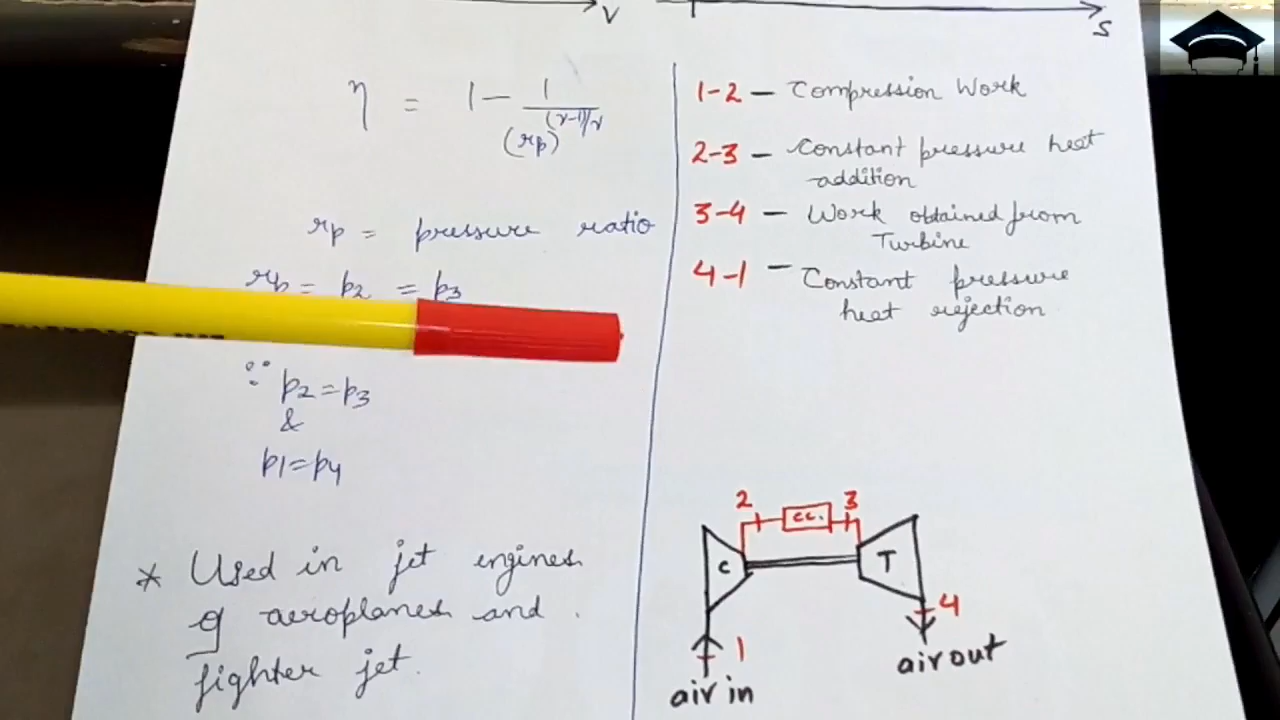 V
S
η = 1 - 1/(rp)^(γ-1)/γ
rp = pressure ratio
rp = p2 = p3
∵ p2 = p3
&
p1 = p4
* Used in jet engines
of aeroplanes and
fighter jet.
1-2 — Compression Work
2-3 — Constant pressure heat
addition
3-4 — Work obtained from
Turbine
4-1 — Constant pressure
heat rejection
2 CC. 3
C T
1 4
air in air out